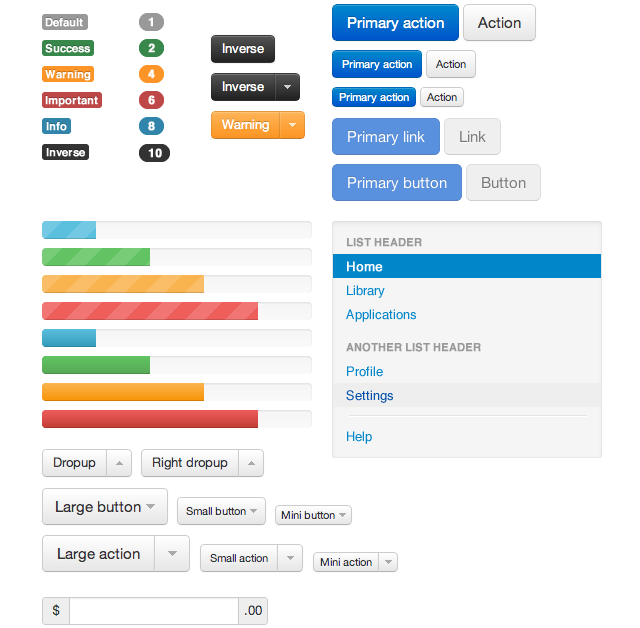 Default 1
Success 2
Warning 4
Important 6
Info 8
Inverse 10
Inverse
Inverse
Warning
Primary action Action
Primary action Action
Primary action Action
Primary link Link
Primary button Button
LIST HEADER
Home
Library
Applications
ANOTHER LIST HEADER
Profile
Settings
Help
Dropup Right dropup
Large button Small button Mini button
Large action Small action Mini action
$ .00